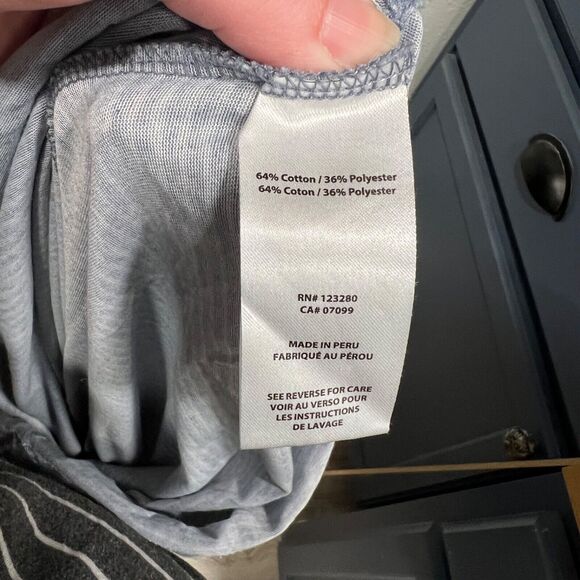 64% Cotton / 36% Polyester
64% Coton / 36% Polyester
RN# 123280
CA# 07099
MADE IN PERU
FABRIQUÉ AU PÉROU
SEE REVERSE FOR CARE
VOIR AU VERSO POUR
LES INSTRUCTIONS
DE LAVAGE